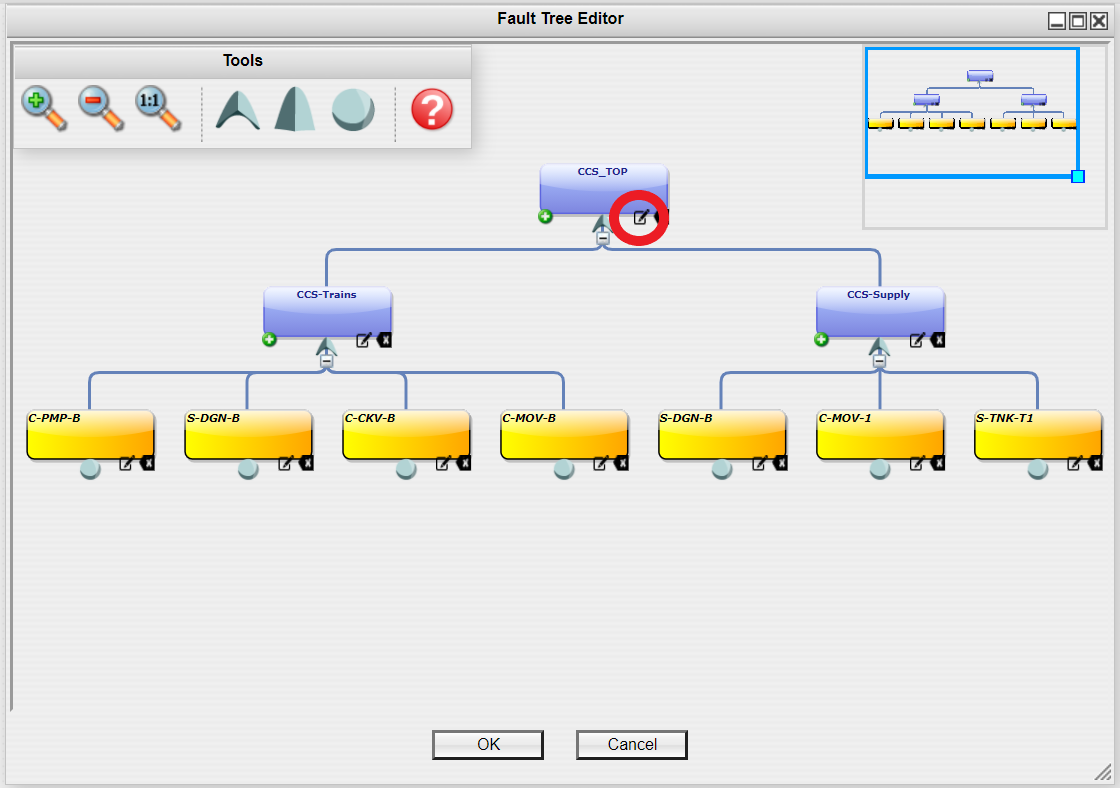 Fault Tree Editor
Tools
1:1
?
CCS_TOP
CCS-Trains
CCS-Supply
C-PMP-B
S-DGN-B
C-CKV-B
C-MOV-B
S-DGN-B
C-MOV-1
S-TNK-T1
OK
Cancel